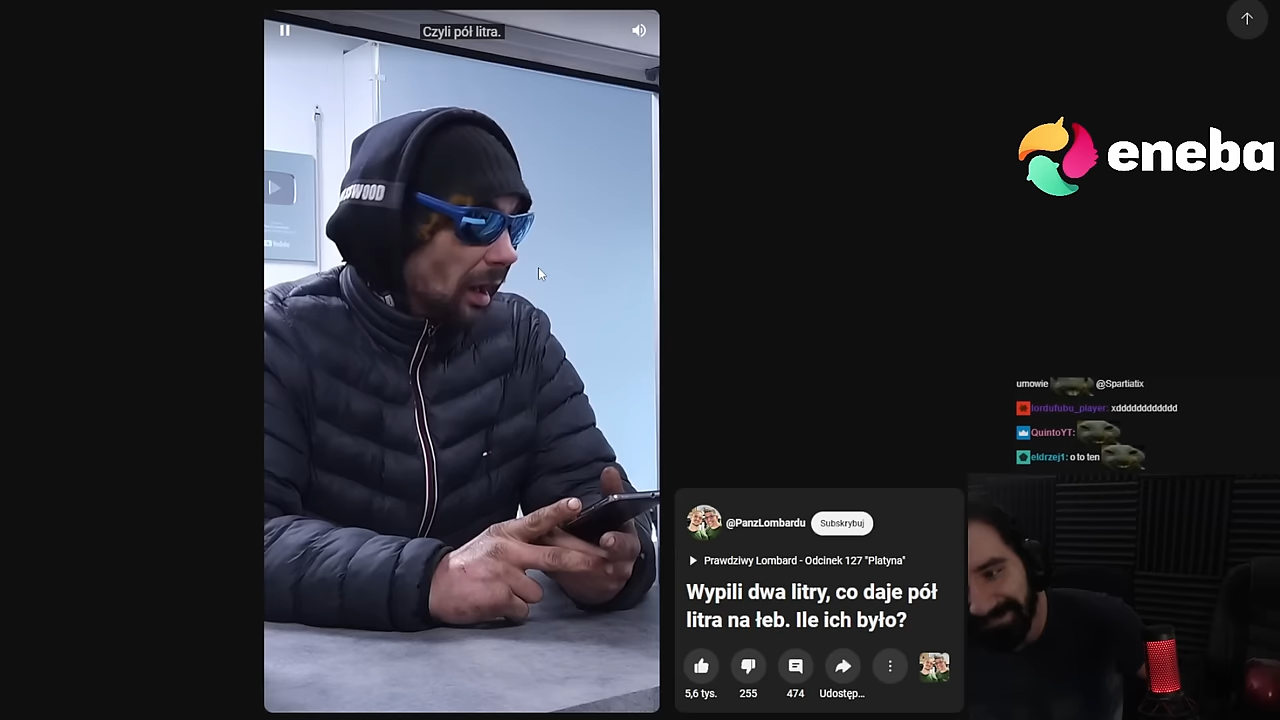 Czyli pół litra.
eneba
umowie @Spartiatix
lordufubu_player: xdddddddddddd
QuintoYT:
eldrzej1: o to ten
@PanzLombardu Subskrybuj
Prawdziwy Lombard - Odcinek 127 "Platyna"
Wypili dwa litry, co daje pół
litra na łeb. Ile ich było?
5,6 tys. 255 474 Udostęp...